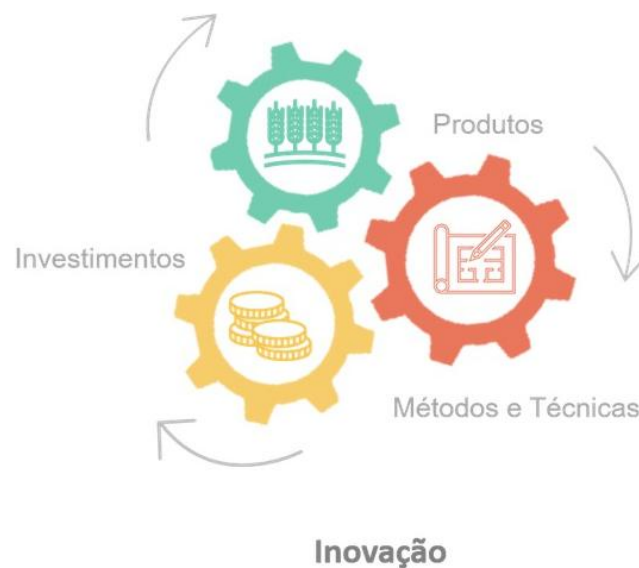 Produtos
Investimentos
Métodos e Técnicas
Inovação